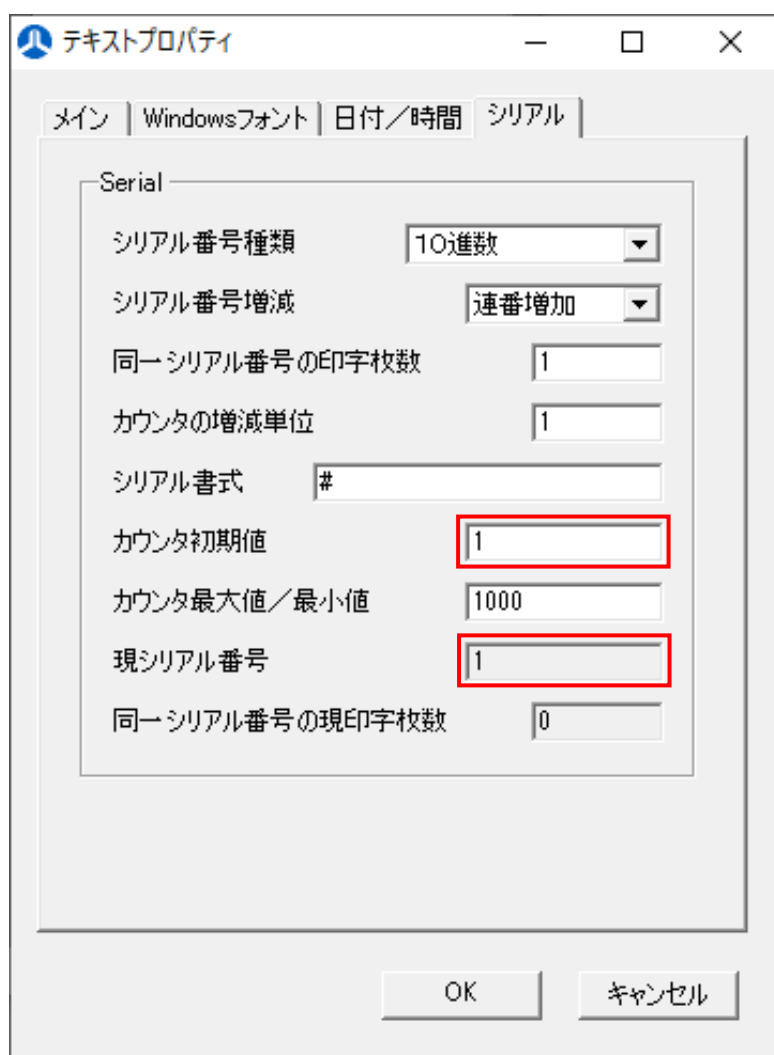 テキストプロパティ
メイン Windowsフォント 日付／時間 シリアル
Serial
シリアル番号種類 10進数
シリアル番号増減 連番増加
同一シリアル番号の印字枚数 1
カウンタの増減単位 1
シリアル書式 #
カウンタ初期値 1
カウンタ最大値／最小値 1000
現シリアル番号 1
同一シリアル番号の現印字枚数 0
OK キャンセル